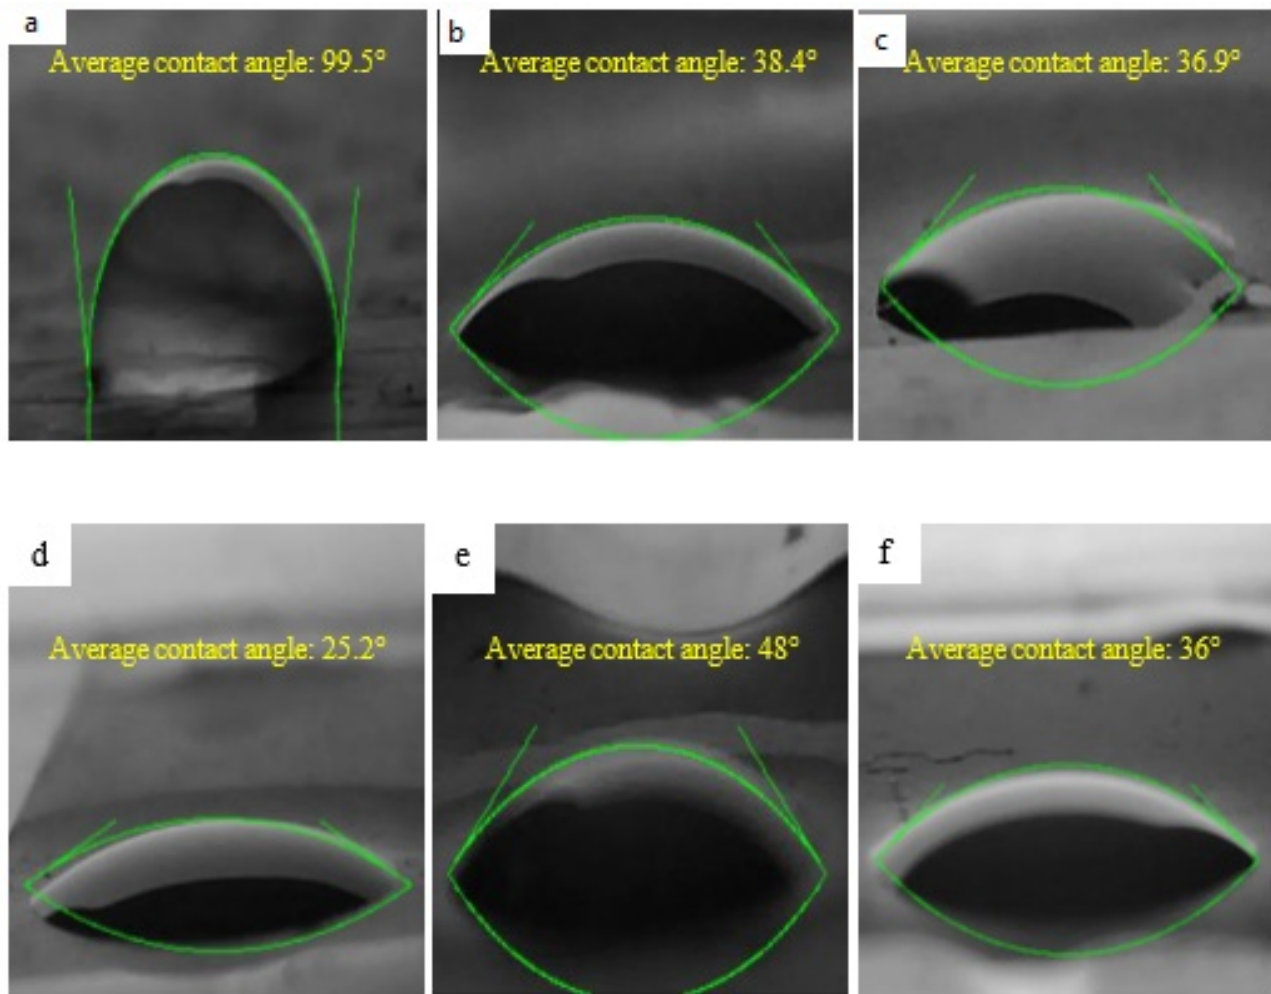 a
Average contact angle: 99.5°
b
Average contact angle: 38.4°
c
Average contact angle: 36.9°
d
Average contact angle: 25.2°
e
Average contact angle: 48°
f
Average contact angle: 36°